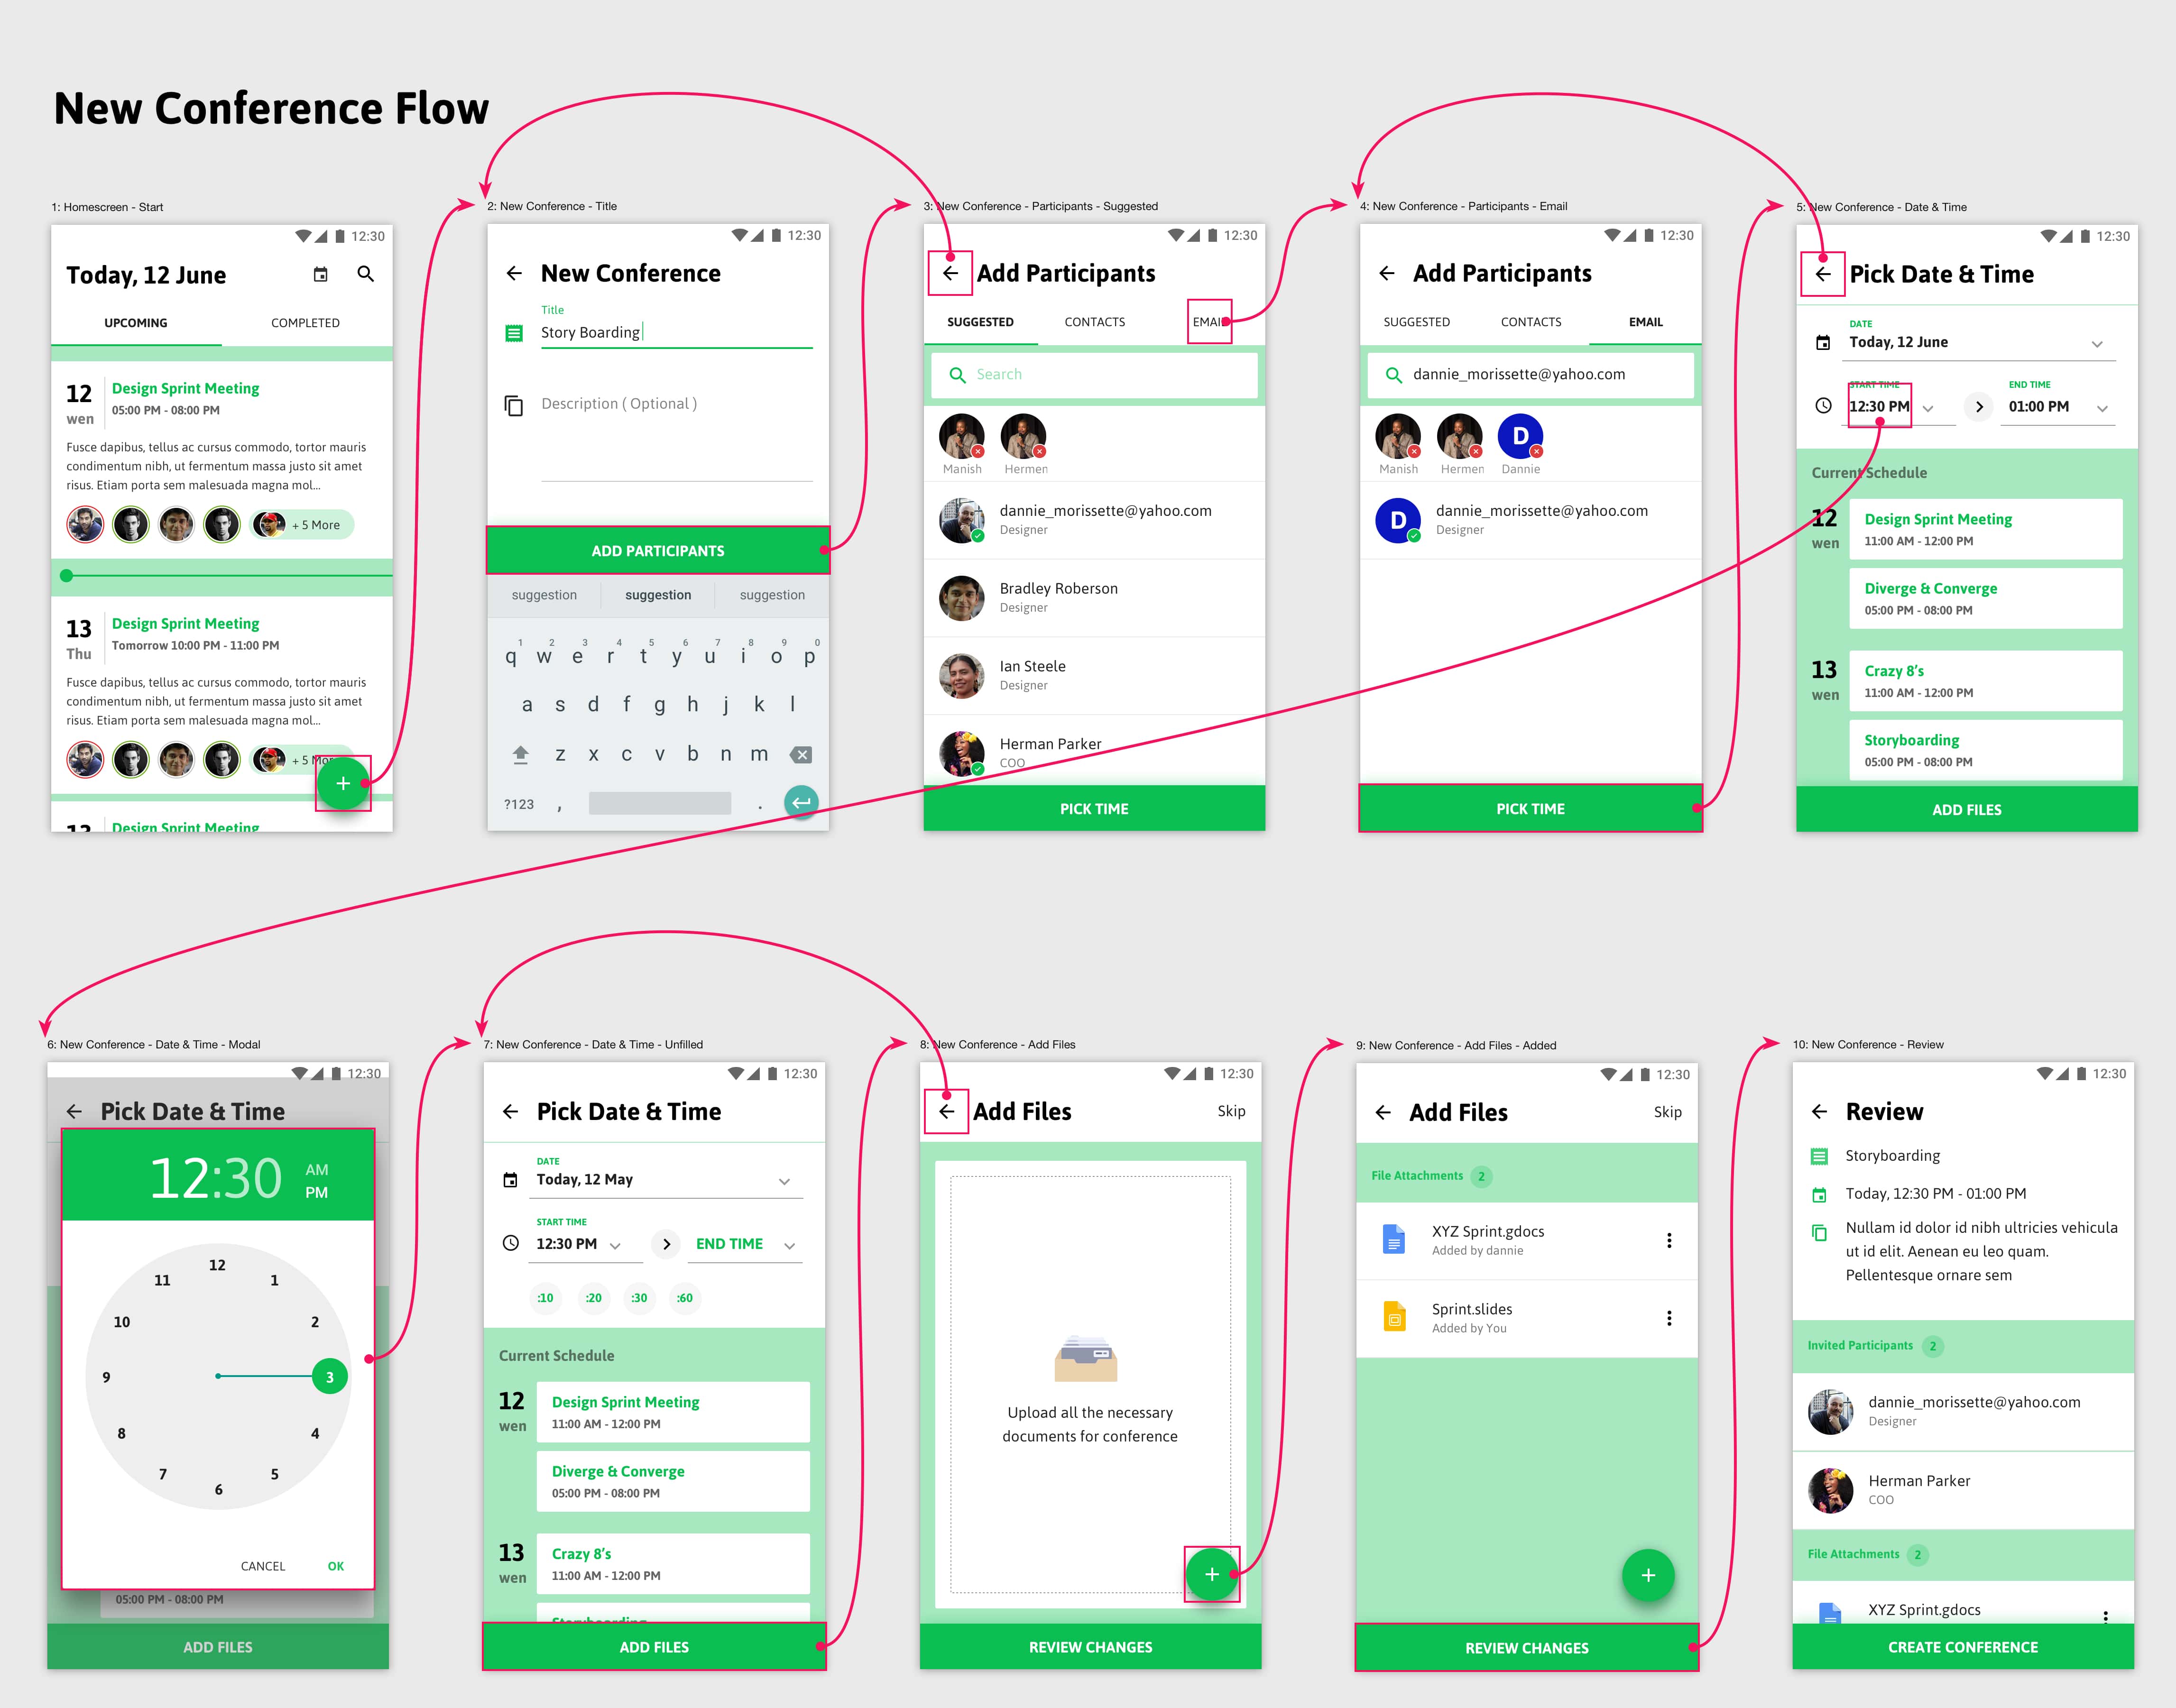 New Conference Flow
1: Homescreen - Start
12:30
Today, 12 June
UPCOMING
COMPLETED
12
wen
Design Sprint Meeting
05:00 PM - 08:00 PM
Fusce dapibus, tellus ac cursus commodo, tortor mauris
condimentum nibh, ut fermentum massa justo sit amet
risus. Etiam porta sem malesuada magna mol...
+ 5 More
13
Thu
Design Sprint Meeting
Tomorrow 10:00 PM - 11:00 PM
Fusce dapibus, tellus ac cursus commodo, tortor mauris
condimentum nibh, ut fermentum massa justo sit amet
risus. Etiam porta sem malesuada magna mol...
+ 5 More
12
Design Sprint Meeting
2: New Conference - Title
12:30
New Conference
Title
Story Boarding
Description ( Optional )
ADD PARTICIPANTS
suggestion
suggestion
suggestion
1 2 3 4 5 6 7 8 9 0
q w e r t y u i o p
a s d f g h j k l
z x c v b n m
?123 , .
3: New Conference - Participants - Suggested
12:30
Add Participants
SUGGESTED
CONTACTS
EMAIL
Search
Manish
Hermen
dannie_morissette@yahoo.com
Designer
Bradley Roberson
Designer
Ian Steele
Designer
Herman Parker
COO
PICK TIME
4: New Conference - Participants - Email
12:30
Add Participants
SUGGESTED
CONTACTS
EMAIL
dannie_morissette@yahoo.com
D
Manish
Hermen
Dannie
D
dannie_morissette@yahoo.com
Designer
PICK TIME
5: New Conference - Date & Time
12:30
Pick Date & Time
DATE
Today, 12 June
START TIME
12:30 PM
END TIME
01:00 PM
Current Schedule
12
wen
Design Sprint Meeting
11:00 AM - 12:00 PM
Diverge & Converge
05:00 PM - 08:00 PM
13
wen
Crazy 8's
11:00 AM - 12:00 PM
Storyboarding
05:00 PM - 08:00 PM
ADD FILES
6: New Conference - Date & Time - Modal
12:30
Pick Date & Time
12:30
AM
PM
12
1
2
3
4
5
6
7
8
9
10
11
CANCEL
OK
05:00 PM - 08:00 PM
ADD FILES
7: New Conference - Date & Time - Unfilled
12:30
Pick Date & Time
DATE
Today, 12 May
START TIME
12:30 PM
END TIME
:10
:20
:30
:60
Current Schedule
12
wen
Design Sprint Meeting
11:00 AM - 12:00 PM
Diverge & Converge
05:00 PM - 08:00 PM
13
wen
Crazy 8's
11:00 AM - 12:00 PM
Storyboarding
ADD FILES
8: New Conference - Add Files
12:30
Add Files
Skip
Upload all the necessary
documents for conference
REVIEW CHANGES
9: New Conference - Add Files - Added
12:30
Add Files
Skip
File Attachments 2
XYZ Sprint.gdocs
Added by dannie
Sprint.slides
Added by You
REVIEW CHANGES
10: New Conference - Review
12:30
Review
Storyboarding
Today, 12:30 PM - 01:00 PM
Nullam id dolor id nibh ultricies vehicula
ut id elit. Aenean eu leo quam.
Pellentesque ornare sem
Invited Participants 2
dannie_morissette@yahoo.com
Designer
Herman Parker
COO
File Attachments 2
XYZ Sprint.gdocs
CREATE CONFERENCE